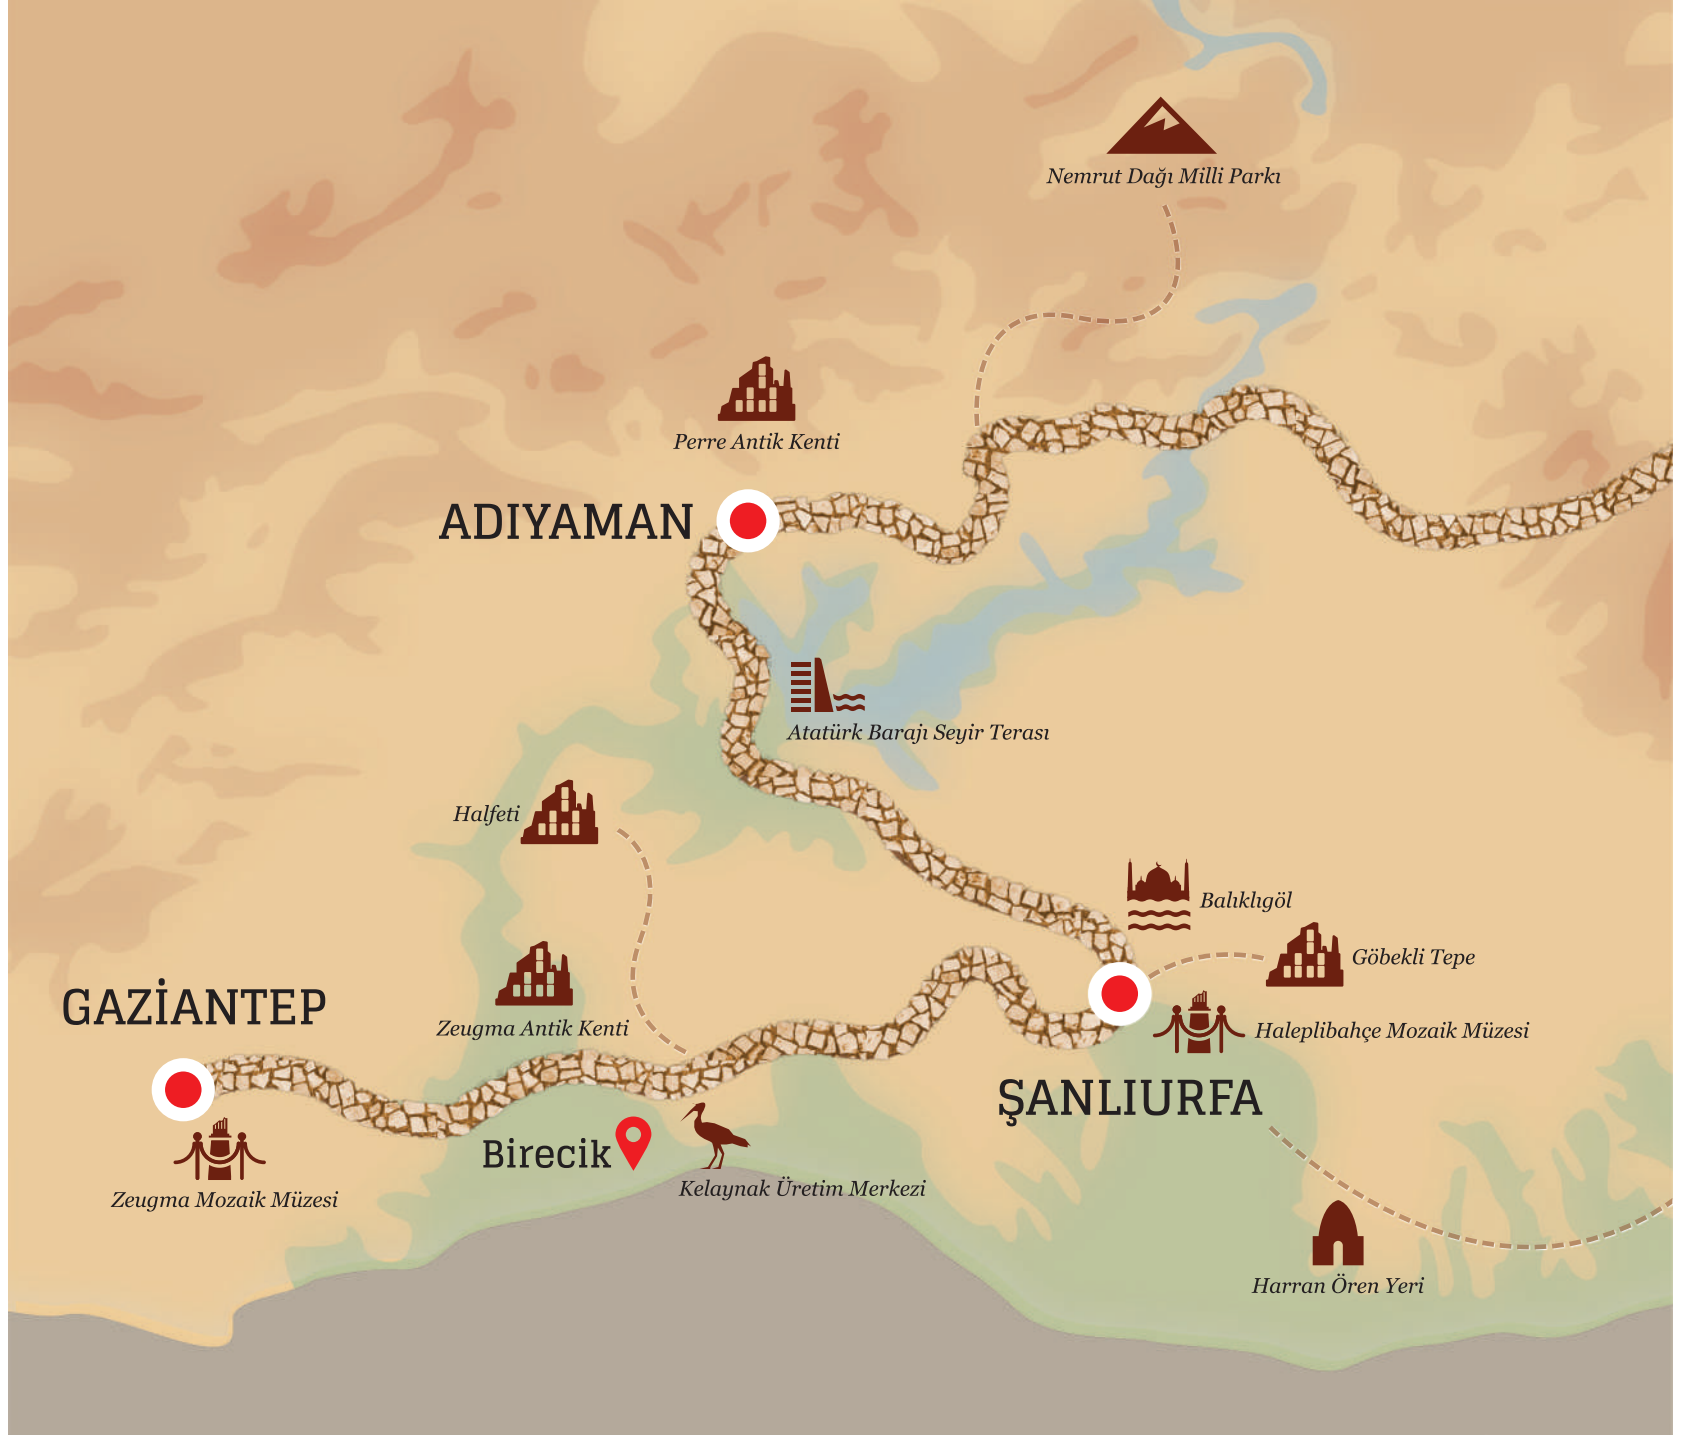 Nemrut Dağı Milli Parkı
Perre Antik Kenti
ADIYAMAN
Atatürk Barajı Seyir Terası
Halfeti
Balıklıgöl
Göbekli Tepe
GAZİANTEP
Zeugma Antik Kenti
Haleplibahçe Mozaik Müzesi
ŞANLIURFA
Birecik
Zeugma Mozaik Müzesi
Kelaynak Üretim Merkezi
Harran Ören Yeri